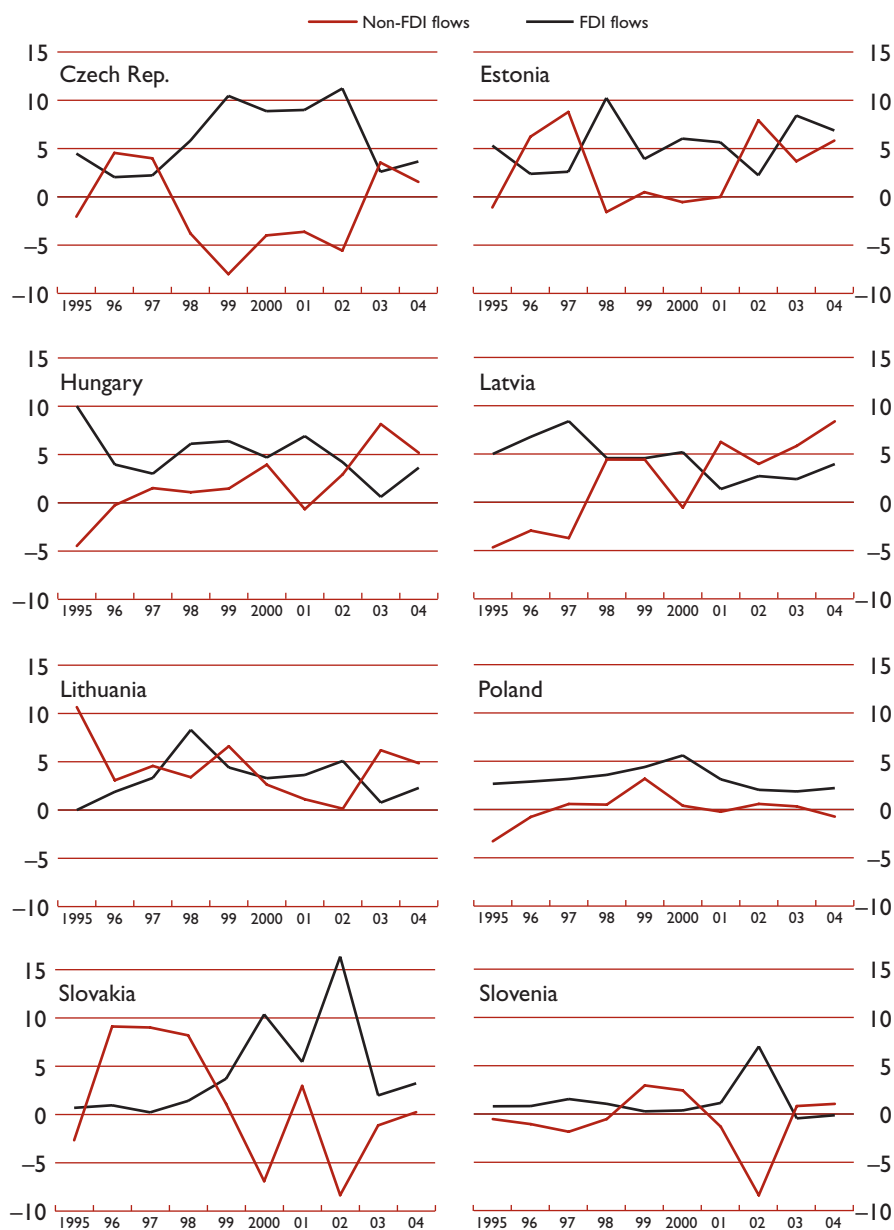 Non-FDI flows FDI flows
15 15
Czech Rep. Estonia
10 10
5 5
0 0
–5 –5
–10 –10
1995 96 97 98 99 2000 01 02 03 04 1995 96 97 98 99 2000 01 02 03 04
15 15
Hungary Latvia
10 10
5 5
0 0
–5 –5
–10 –10
1995 96 97 98 99 2000 01 02 03 04 1995 96 97 98 99 2000 01 02 03 04
15 15
Lithuania Poland
10 10
5 5
0 0
–5 –5
–10 –10
1995 96 97 98 99 2000 01 02 03 04 1995 96 97 98 99 2000 01 02 03 04
15 15
Slovakia Slovenia
10 10
5 5
0 0
–5 –5
–10 –10
1995 96 97 98 99 2000 01 02 03 04 1995 96 97 98 99 2000 01 02 03 04